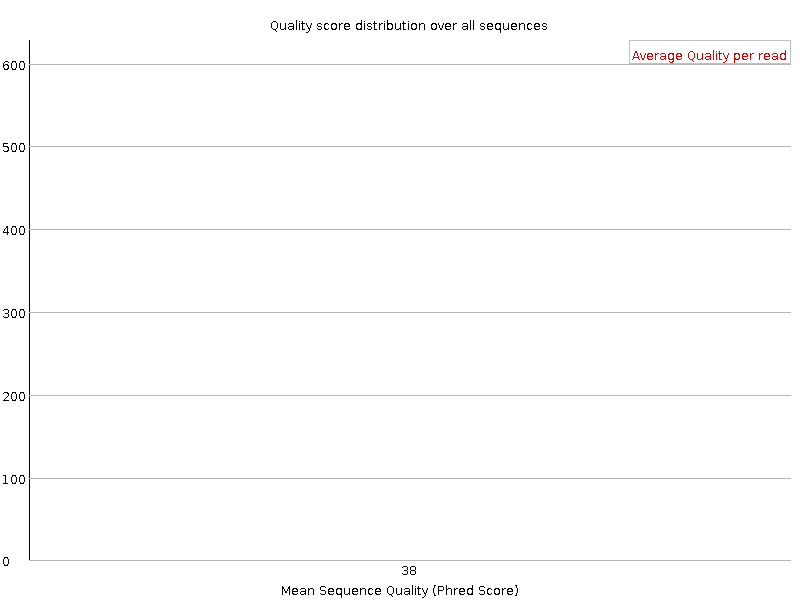 Quality score distribution over all sequences
Average Quality per read
600
500
400
300
200
100
0
38
Mean Sequence Quality (Phred Score)